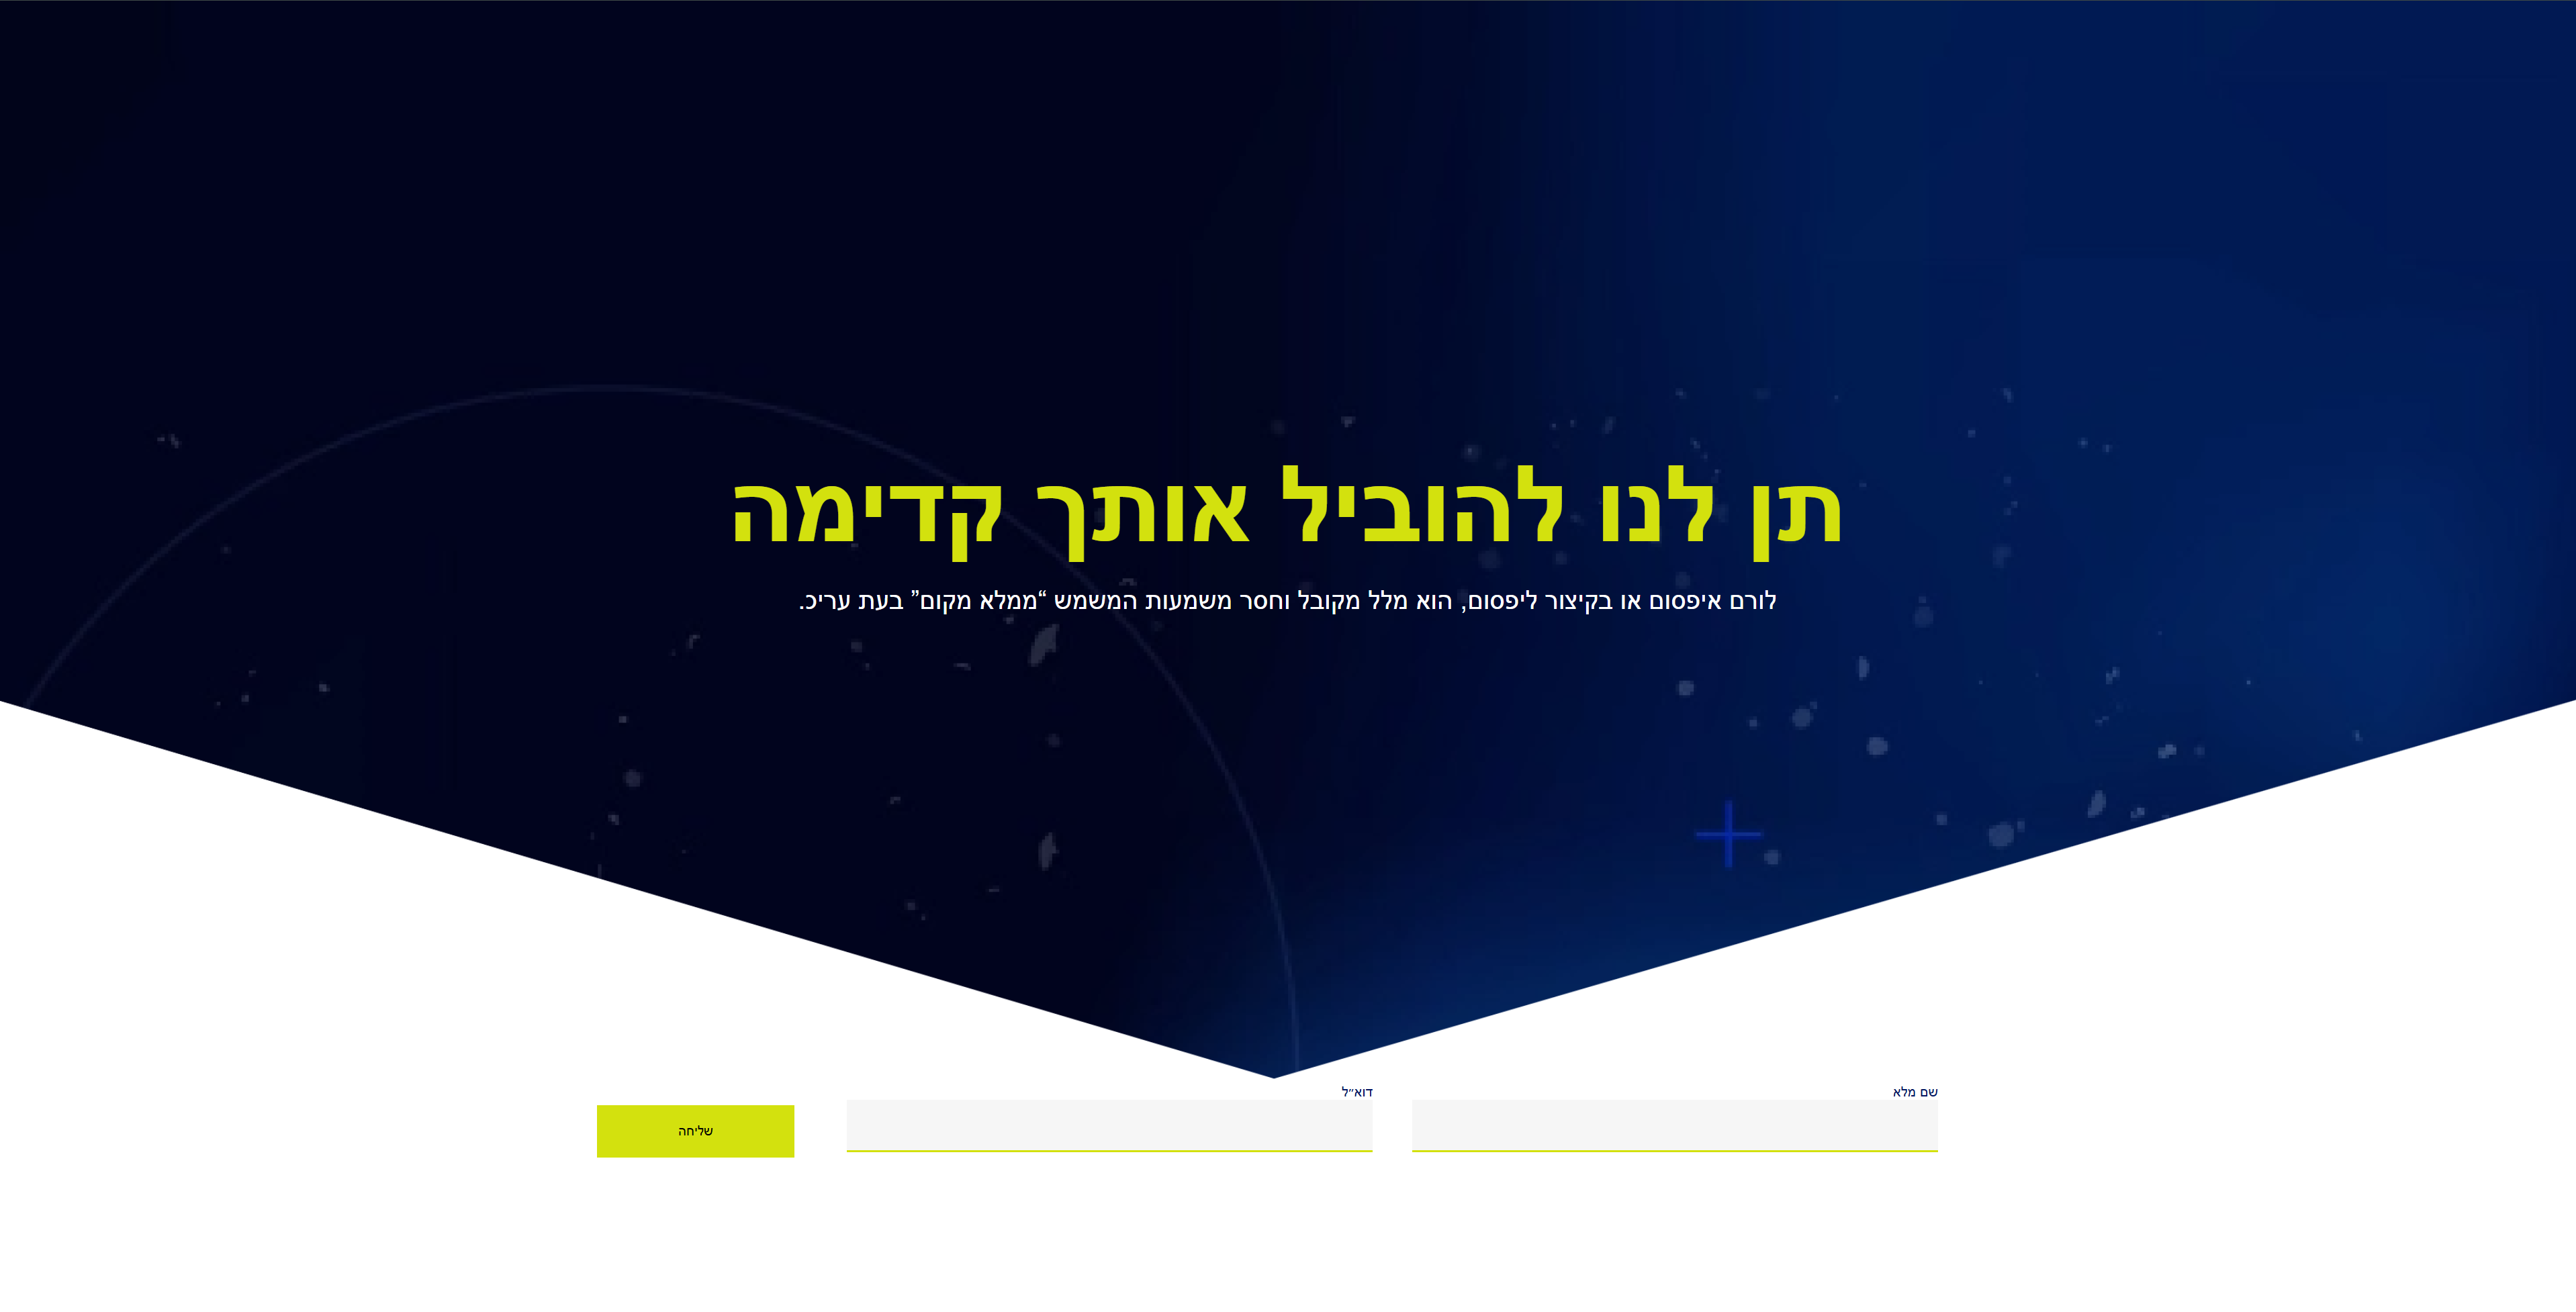 תן לנו להוביל אותך קדימה
לורם איפסום או בקיצור ליפסום, הוא מלל מקובל וחסר משמעות המשמש “ממלא מקום” בעת עריכ.
שם מלא
דוא״ל
שליחה